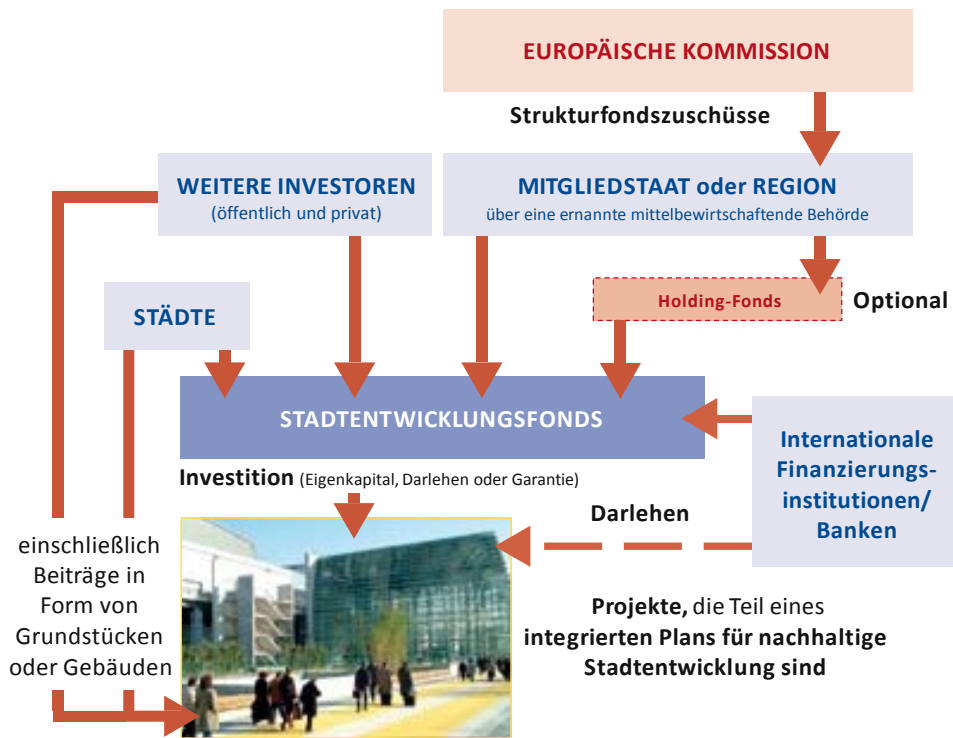 EUROPÄISCHE KOMMISSION
Strukturfondszuschüsse
WEITERE INVESTOREN
(öffentlich und privat)
MITGLIEDSTAAT oder REGION
über eine ernannte mittelbewirtschaftende Behörde
Holding-Fonds
Optional
STÄDTE
STADTENTWICKLUNGSFONDS
Internationale
Finanzierungs-
institutionen/
Banken
Investition (Eigenkapital, Darlehen oder Garantie)
Darlehen
einschließlich
Beiträge in
Form von
Grundstücken
oder Gebäuden
Projekte, die Teil eines
integrierten Plans für nachhaltige
Stadtentwicklung sind